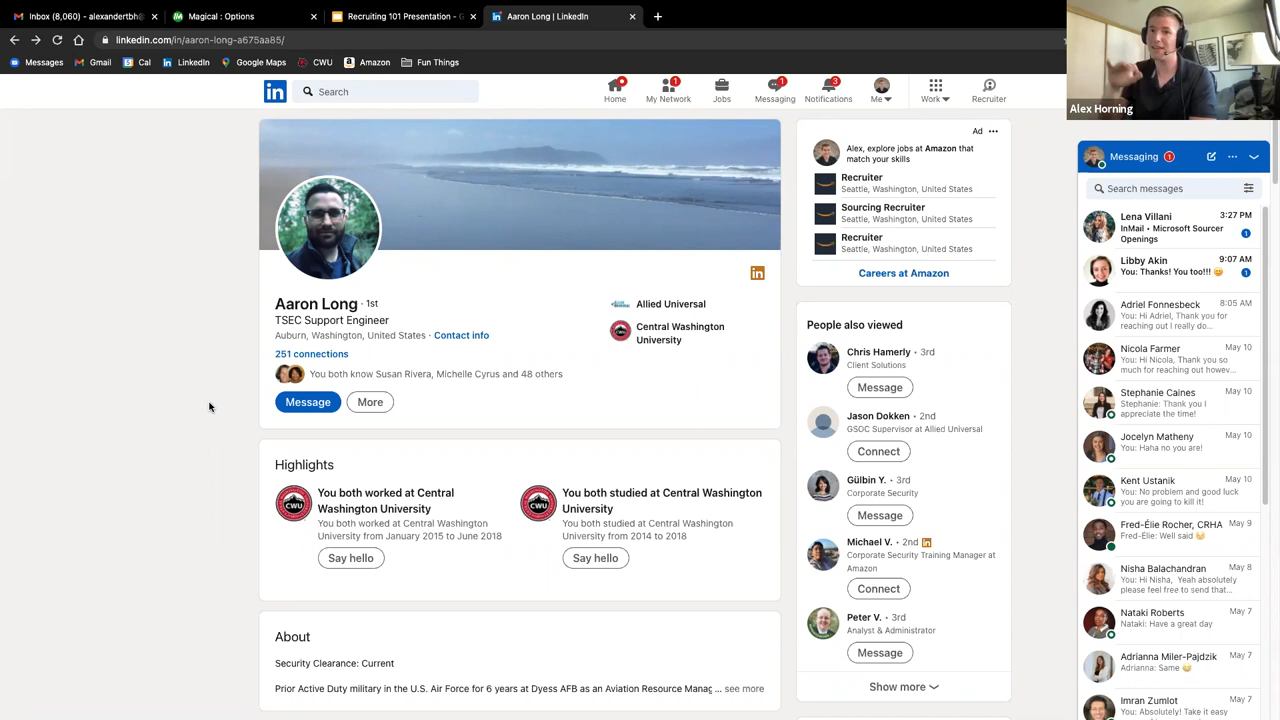 Inbox (8,060) - alexandertbh@
Magical : Options
Recruiting 101 Presentation - G
Aaron Long | LinkedIn
linkedin.com/in/aaron-long-a675aa85/
Messages
Gmail
Cal
LinkedIn
Google Maps
CWU
Amazon
Fun Things
Alex Horning
Search
Home
1
My Network
Jobs
1
Messaging
3
Notifications
Me
Work
Recruiter
Aaron Long · 1st
TSEC Support Engineer
Auburn, Washington, United States · Contact info
251 connections
You both know Susan Rivera, Michelle Cyrus and 48 others
Message
More
Allied Universal
Central Washington
University
Highlights
CWU
You both worked at Central
Washington University
You both worked at Central Washington
University from January 2015 to June 2018
Say hello
CWU
You both studied at Central Washington
University
You both studied at Central Washington
University from 2014 to 2018
Say hello
About
Security Clearance: Current
Prior Active Duty military in the U.S. Air Force for 6 years at Dyess AFB as an Aviation Resource Manag ... see more
Ad
Alex, explore jobs at Amazon that
match your skills
Recruiter
Seattle, Washington, United States
Sourcing Recruiter
Seattle, Washington, United States
Recruiter
Seattle, Washington, United States
Careers at Amazon
People also viewed
Chris Hamerly · 3rd
Client Solutions
Message
Jason Dokken · 2nd
GSOC Supervisor at Allied Universal
Connect
Gülbin Y. · 3rd
Corporate Security
Message
Michael V. · 2nd
Corporate Security Training Manager at
Amazon
Connect
Peter V. · 3rd
Analyst & Administrator
Message
Show more
Messaging 1
Search messages
Lena Villani 3:27 PM
InMail • Microsoft Sourcer
Openings
1
Libby Akin 9:07 AM
You: Thanks! You too!!! 😊
1
Adriel Fonnesbeck 8:05 AM
You: Hi Adriel, Thank you for
reaching out I really do...
Nicola Farmer May 10
You: Hi Nicola, Thank you so
much for reaching out howev...
Stephanie Caines May 10
Stephanie: Thank you I
appreciate the time!
Jocelyn Matheny May 10
You: Haha no you are!
Kent Ustanik May 10
You: No problem and good luck
you are going to kill it!
Fred-Élie Rocher, CRHA May 9
Fred-Élie: Well said
Nisha Balachandran May 8
You: Hi Nisha, Yeah absolutely
please feel free to send that...
Nataki Roberts May 7
Nataki: Have a great day
Adrianna Miler-Pajdzik May 7
Adrianna: Same
Imran Zumlot May 7
You: Absolutely! Take it easy